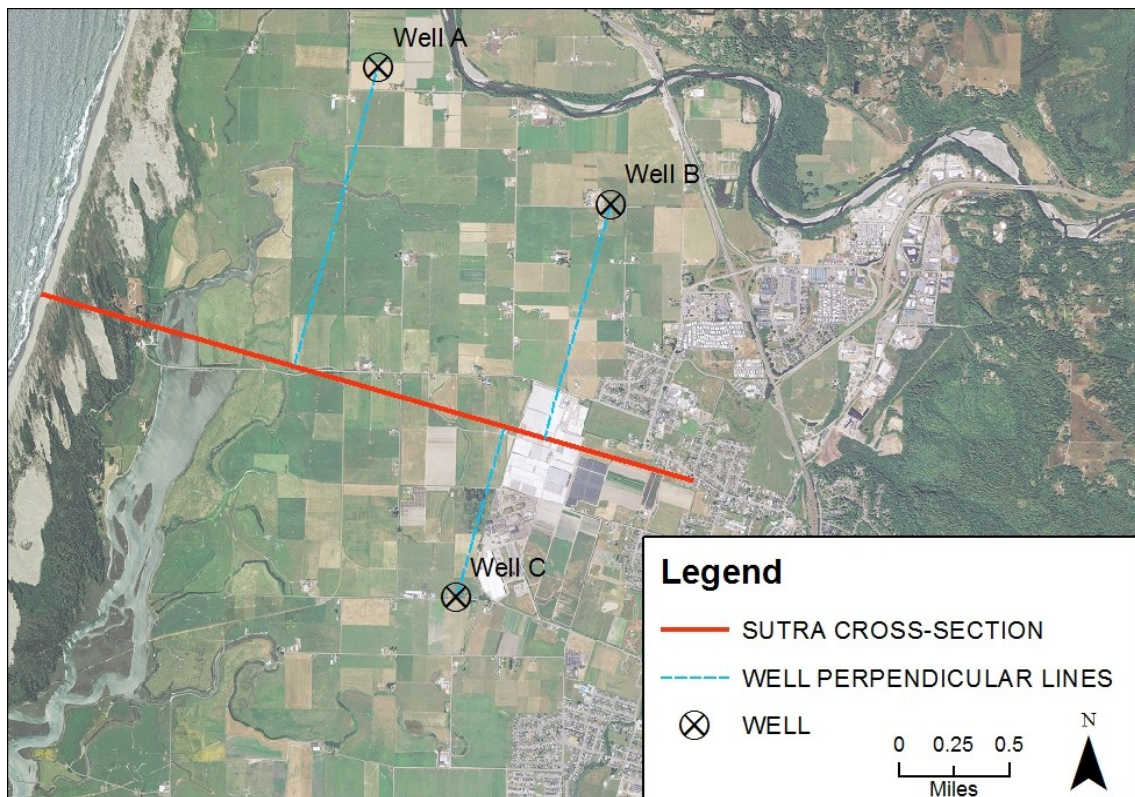 Well A
Well B
Well C
Legend
SUTRA CROSS-SECTION
WELL PERPENDICULAR LINES
WELL
N
0 0.25 0.5
Miles